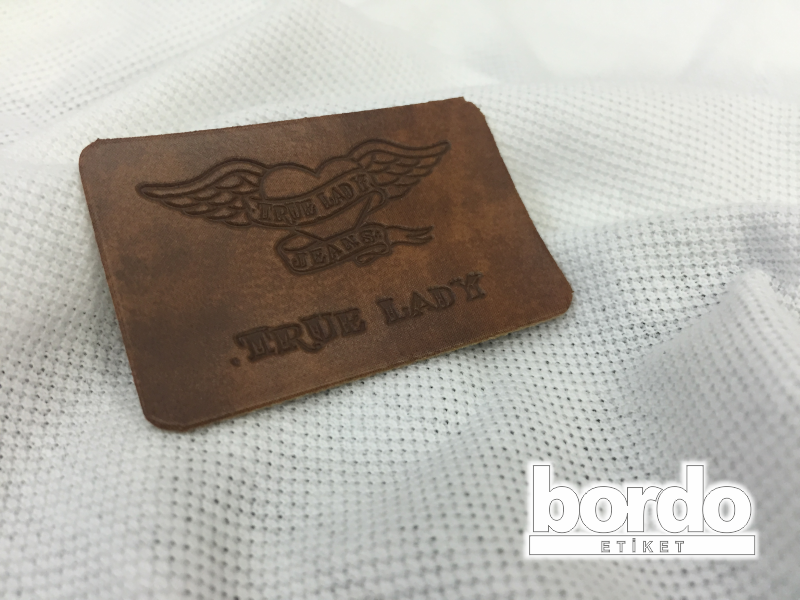 TRUE LADY
JEANS
TRUE LADY
bordo
ETİKET